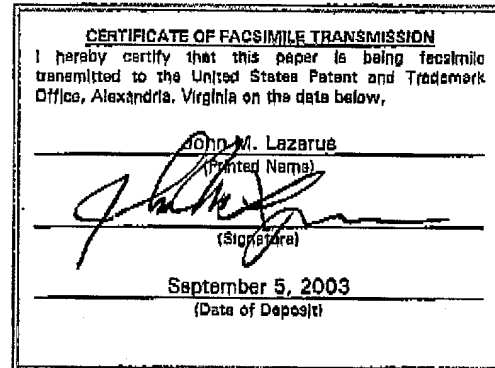 CERTIFICATE OF FACSIMILE TRANSMISSION
I hereby certify that this paper is being facsimile
transmitted to the United States Patent and Trademark
Office, Alexandria, Virginia on the date below,
John M. Lazarus
(Printed Name)
(Signature)
September 5, 2003
(Date of Deposit)